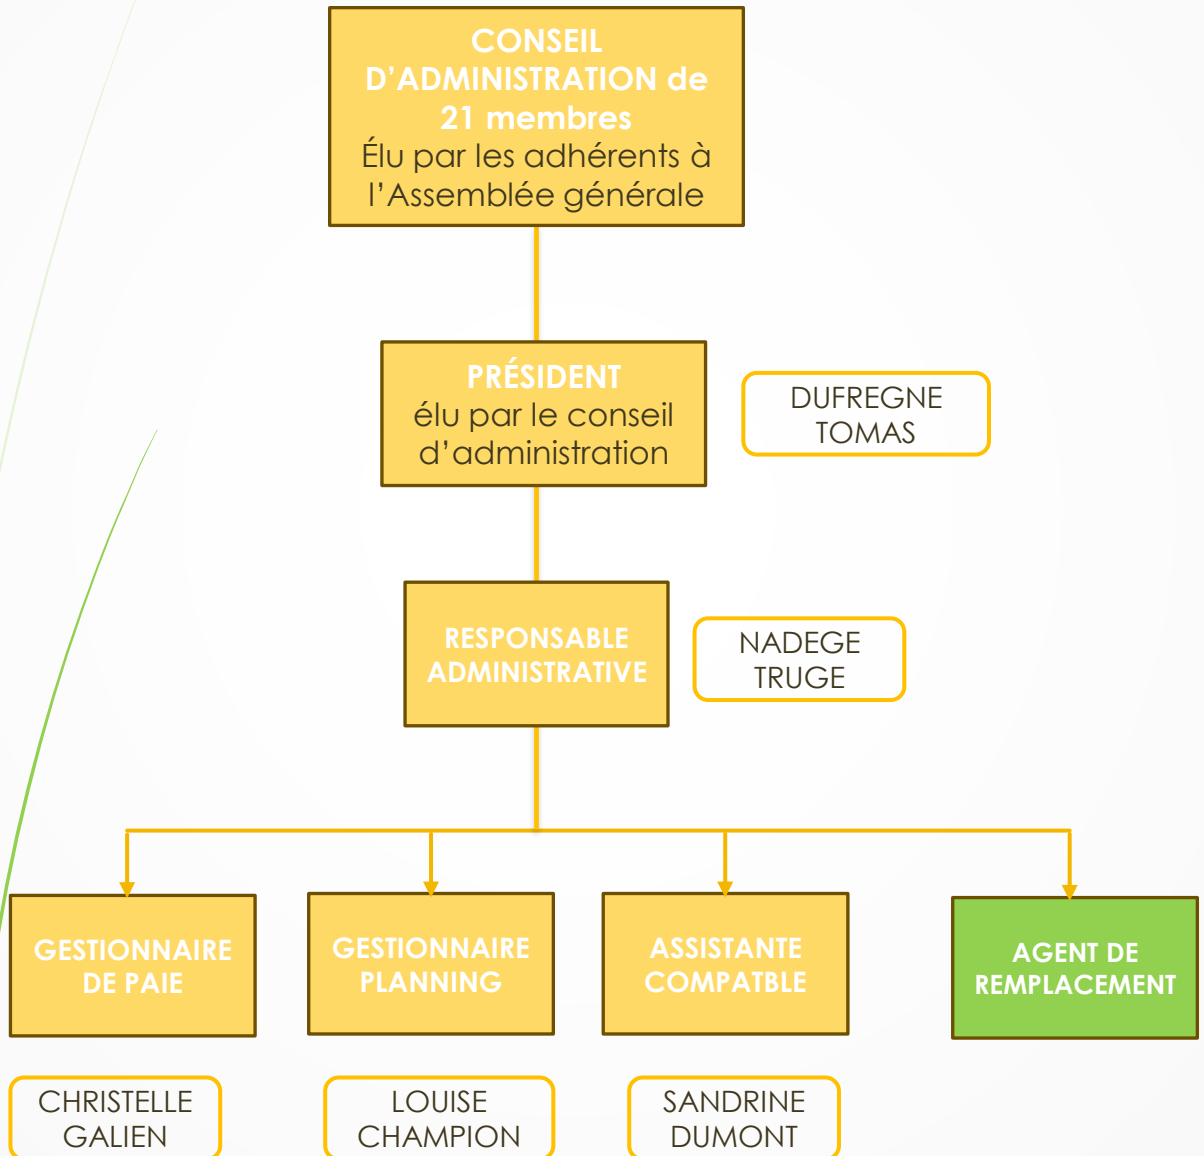 CONSEIL
D'ADMINISTRATION de
21 membres
Élu par les adhérents à
l'Assemblée générale
PRÉSIDENT
élu par le conseil
d'administration
DUFREGNE
TOMAS
RESPONSABLE
ADMINISTRATIVE
NADEGE
TRUGE
GESTIONNAIRE
DE PAIE
GESTIONNAIRE
PLANNING
ASSISTANTE
COMPATBLE
AGENT DE
REMPLACEMENT
CHRISTELLE
GALIEN
LOUISE
CHAMPION
SANDRINE
DUMONT